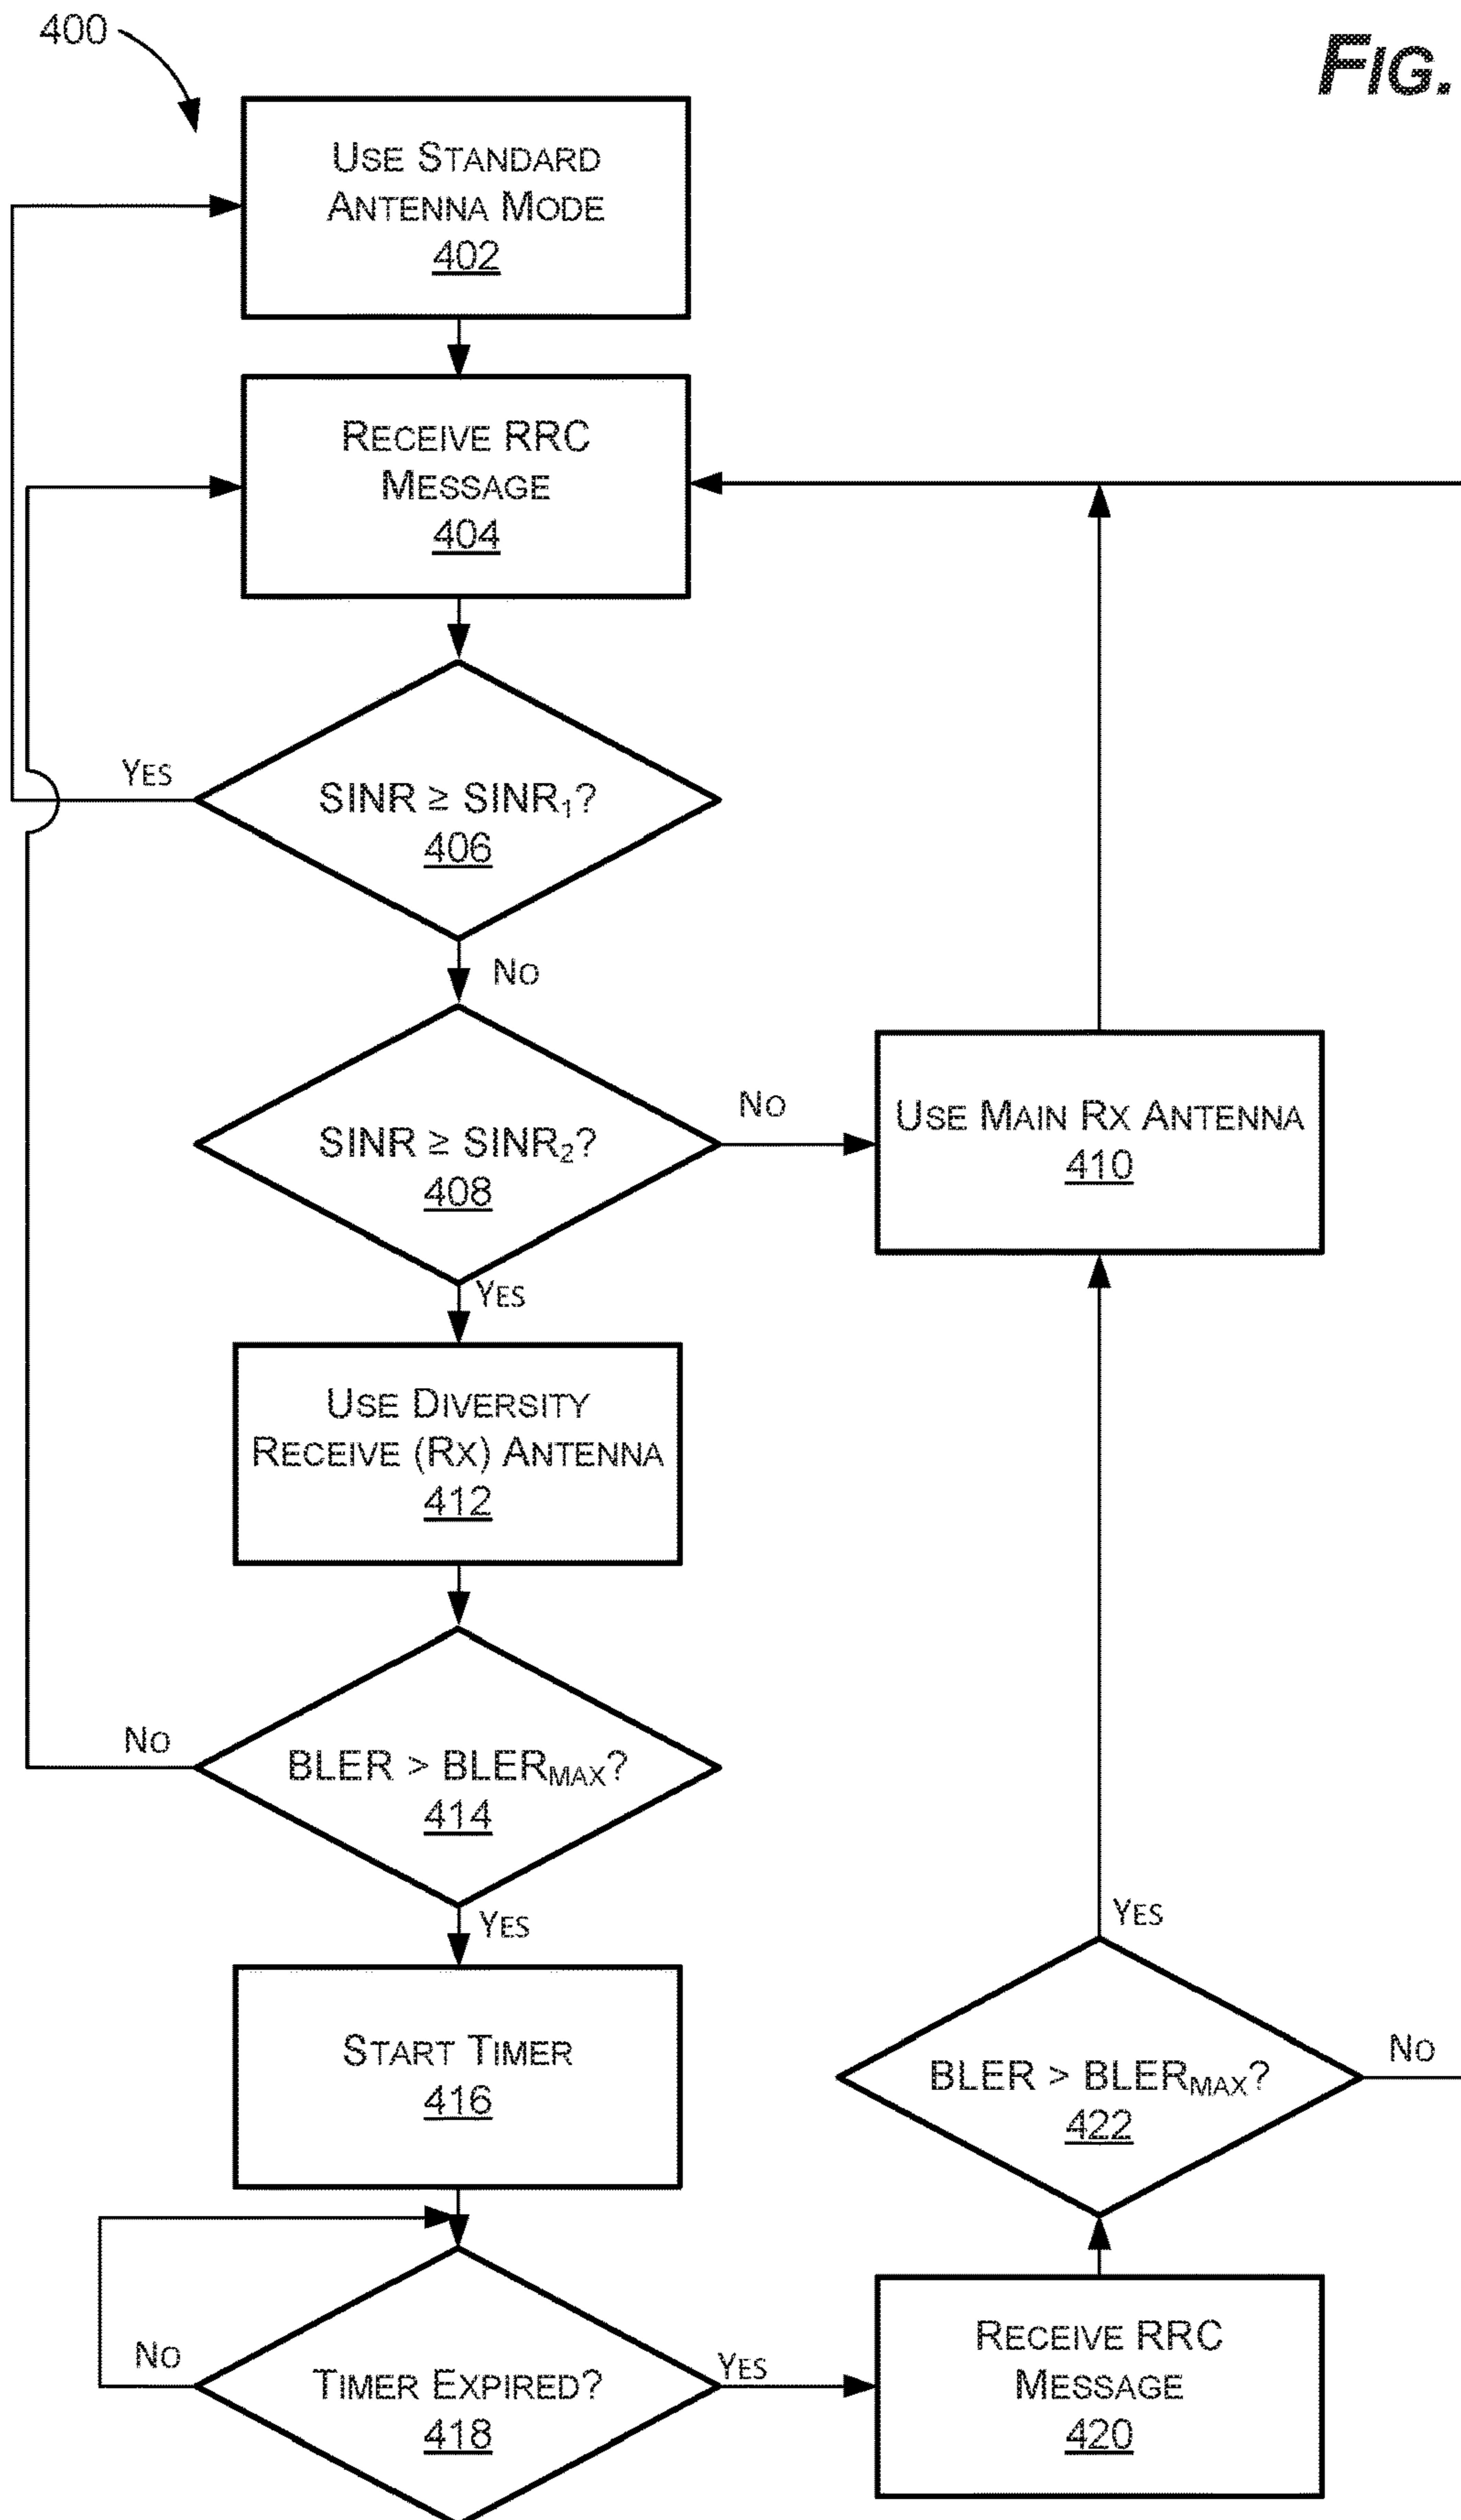 400
FIG.
USE STANDARD
ANTENNA MODE
402
RECEIVE RRC
MESSAGE
404
YES
SINR ≥ SINR₁?
406
NO
SINR ≥ SINR₂?
408
NO
USE MAIN RX ANTENNA
410
YES
USE DIVERSITY
RECEIVE (RX) ANTENNA
412
NO
BLER > BLERMAX?
414
YES
START TIMER
416
YES
BLER > BLERMAX?
422
NO
NO
TIMER EXPIRED?
418
YES
RECEIVE RRC
MESSAGE
420